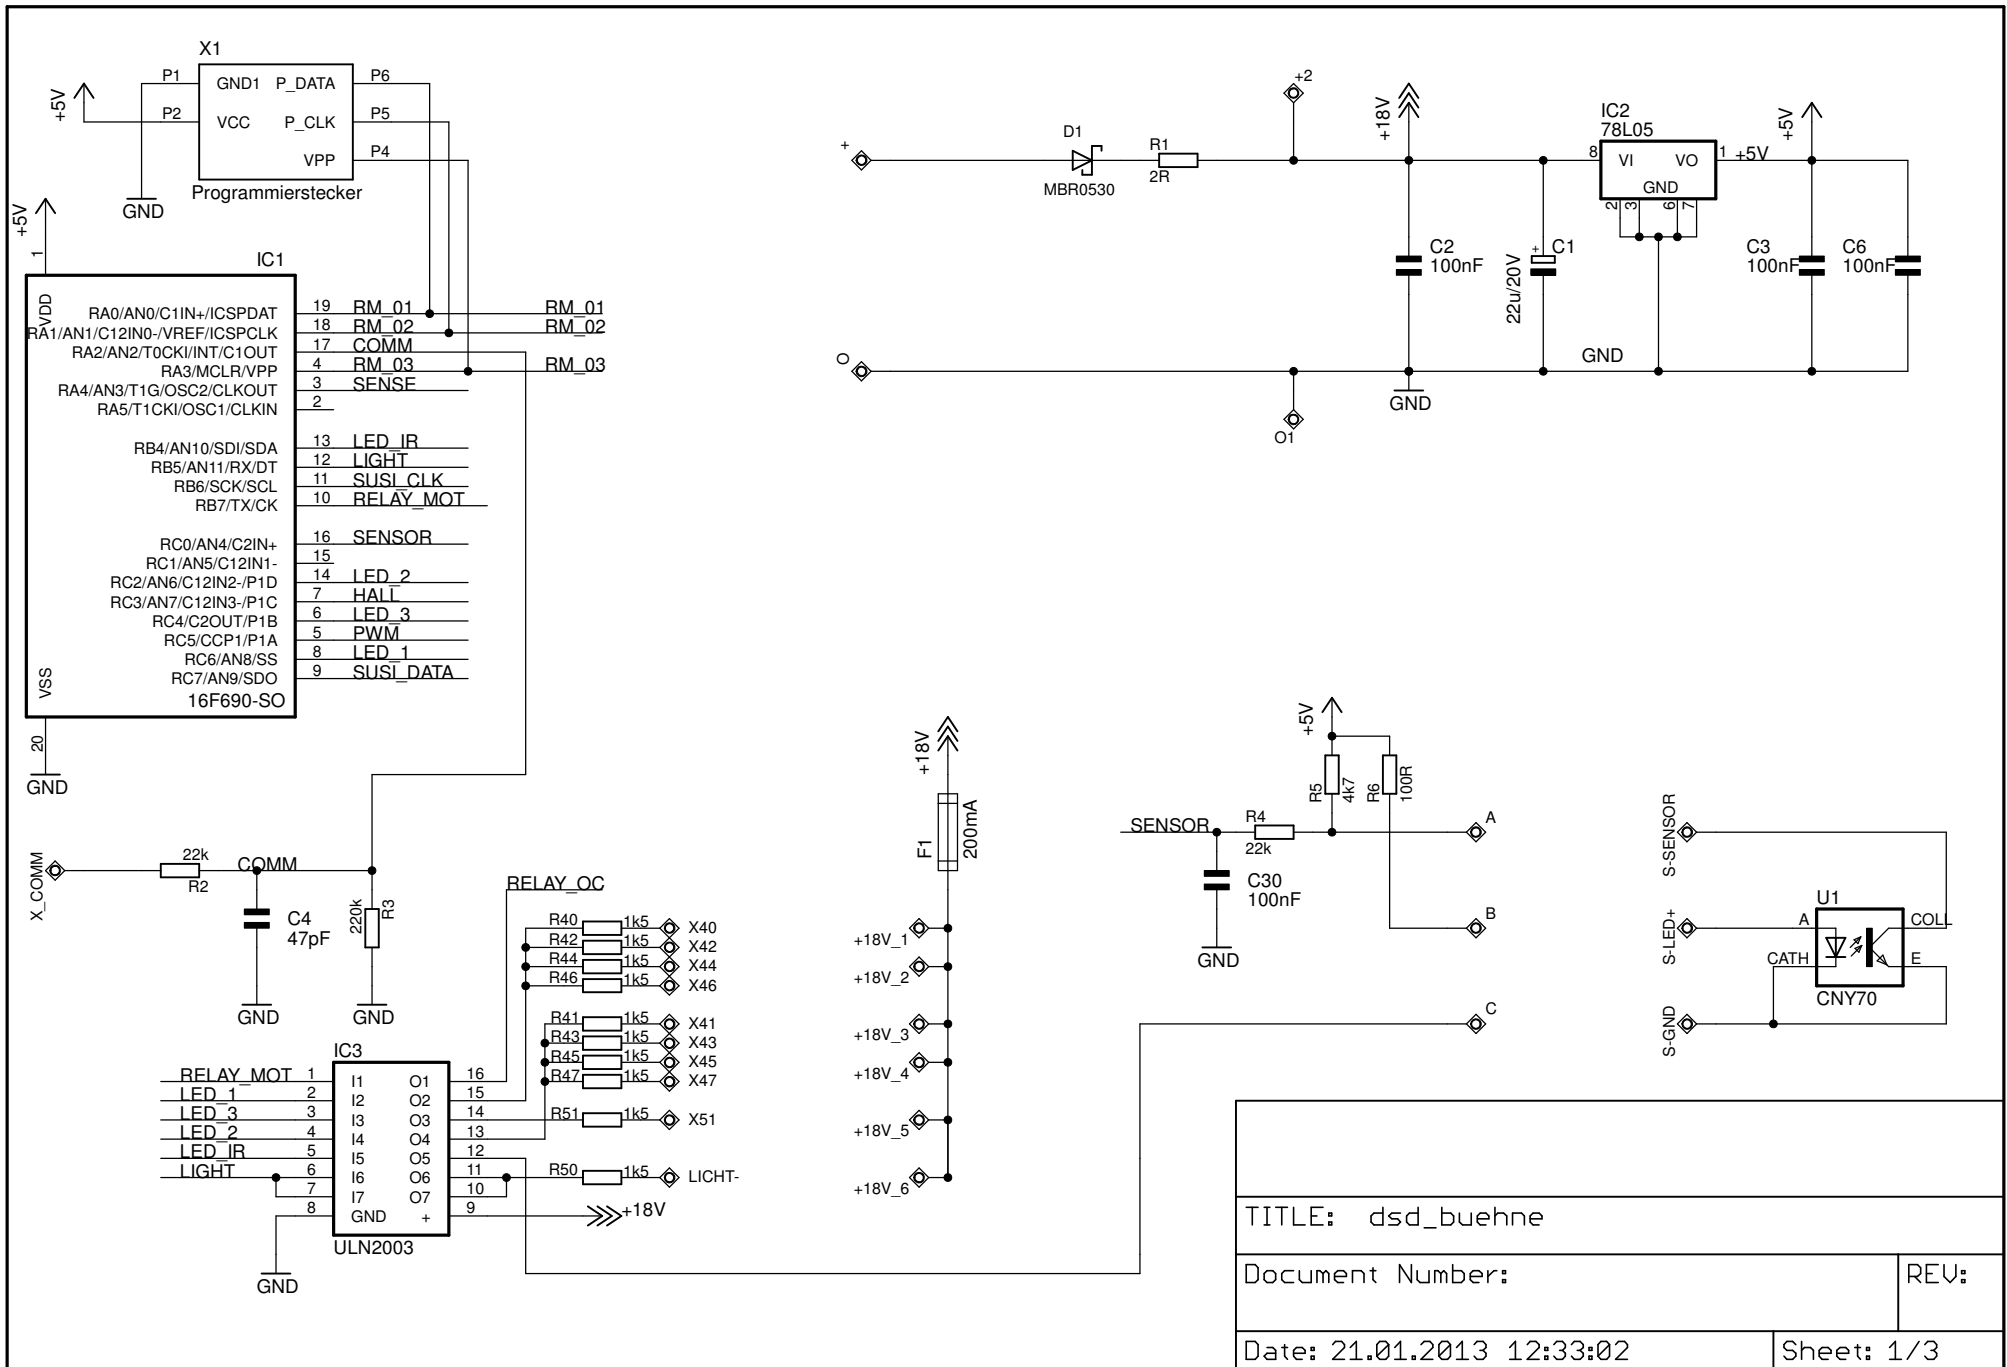 X1
P1 GND1 P_DATA P6
+5V P2 VCC P_CLK P5
VPP P4
Programmierstecker
GND
+5V
1
IC1
VDD
RA0/AN0/C1IN+/ICSPDAT 19 RM_01 RM_01
RA1/AN1/C12IN0-/VREF/ICSPCLK 18 RM_02 RM_02
RA2/AN2/T0CKI/INT/C1OUT 17 COMM
RA3/MCLR/VPP 4 RM_03 RM_03
RA4/AN3/T1G/OSC2/CLKOUT 3 SENSE
RA5/T1CKI/OSC1/CLKIN 2
RB4/AN10/SDI/SDA 13 LED_IR
RB5/AN11/RX/DT 12 LIGHT
RB6/SCK/SCL 11 SUSI_CLK
RB7/TX/CK 10 RELAY_MOT
RC0/AN4/C2IN+ 16 SENSOR
RC1/AN5/C12IN1- 15
RC2/AN6/C12IN2-/P1D 14 LED_2
RC3/AN7/C12IN3-/P1C 7 HALL
RC4/C2OUT/P1B 6 LED_3
RC5/CCP1/P1A 5 PWM
RC6/AN8/SS 8 LED_1
RC7/AN9/SDO 9 SUSI_DATA
VSS
16F690-SO
20
GND
+
D1
MBR0530
R1
2R
+2
+18V
IC2
78L05
8 VI VO 1 +5V
GND
2 3 6 7
+5V
C2
100nF
+ C1
22u/20V
C3
100nF
C6
100nF
O
GND
GND
O1
X_COMM
22k
R2
COMM
C4
47pF
220k
R3
GND
GND
RELAY_OC
R40 1k5 X40
R42 1k5 X42
R44 1k5 X44
R46 1k5 X46
R41 1k5 X41
R43 1k5 X43
R45 1k5 X45
R47 1k5 X47
R51 1k5 X51
R50 1k5 LICHT-
+18V
IC3
RELAY_MOT 1 I1 O1 16
LED_1 2 I2 O2 15
LED_3 3 I3 O3 14
LED_2 4 I4 O4 13
LED_IR 5 I5 O5 12
LIGHT 6 I6 O6 11
7 I7 O7 10
8 GND + 9
ULN2003
GND
+18V
F1
200mA
+18V_1
+18V_2
+18V_3
+18V_4
+18V_5
+18V_6
+5V
R5
4k7
R6
100R
SENSOR
R4
22k
C30
100nF
GND
A
B
C
S-SENSOR
S-LED+
S-GND
U1
A COLL
CATH E
CNY70
TITLE: dsd_buehne
Document Number:
REV:
Date: 21.01.2013 12:33:02
Sheet: 1/3